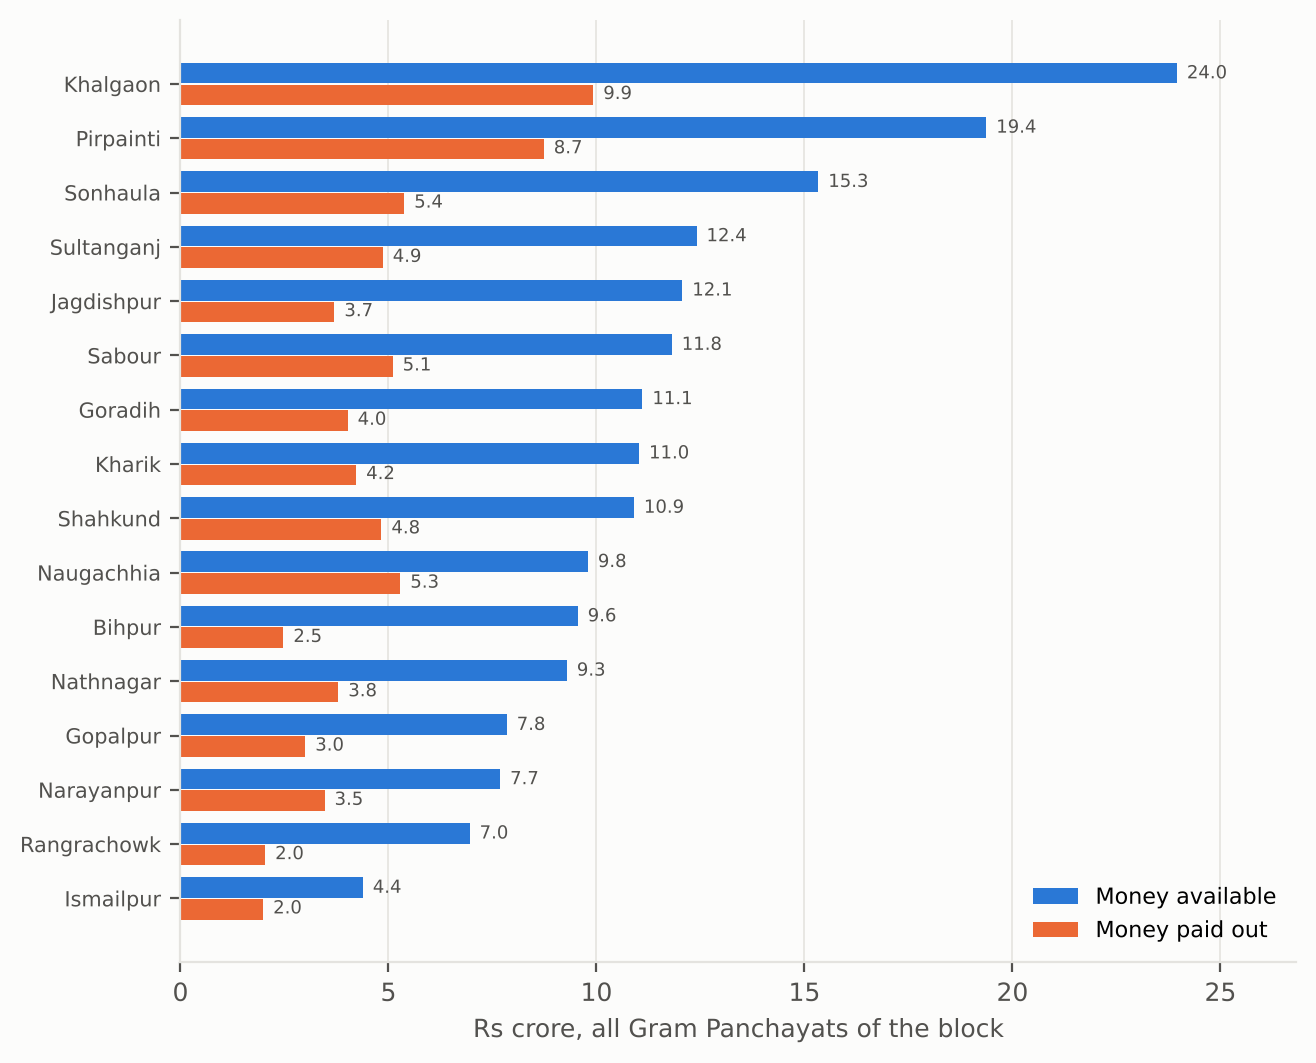 Khalgaon 24.0
9.9
Pirpainti 19.4
8.7
Sonhaula 15.3
5.4
Sultanganj 12.4
4.9
Jagdishpur 12.1
3.7
Sabour 11.8
5.1
Goradih 11.1
4.0
Kharik 11.0
4.2
Shahkund 10.9
4.8
Naugachhia 9.8
5.3
Bihpur 9.6
2.5
Nathnagar 9.3
3.8
Gopalpur 7.8
3.0
Narayanpur 7.7
3.5
Rangrachowk 7.0
2.0
Ismailpur 4.4
2.0
Money available
Money paid out
0 5 10 15 20 25
Rs crore, all Gram Panchayats of the block